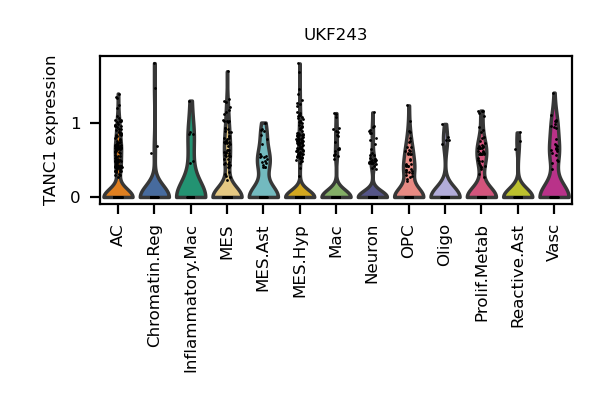 UKF243
TANC1 expression
1
0
AC
Chromatin.Reg
Inflammatory.Mac
MES
MES.Ast
MES.Hyp
Mac
Neuron
OPC
Oligo
Prolif.Metab
Reactive.Ast
Vasc